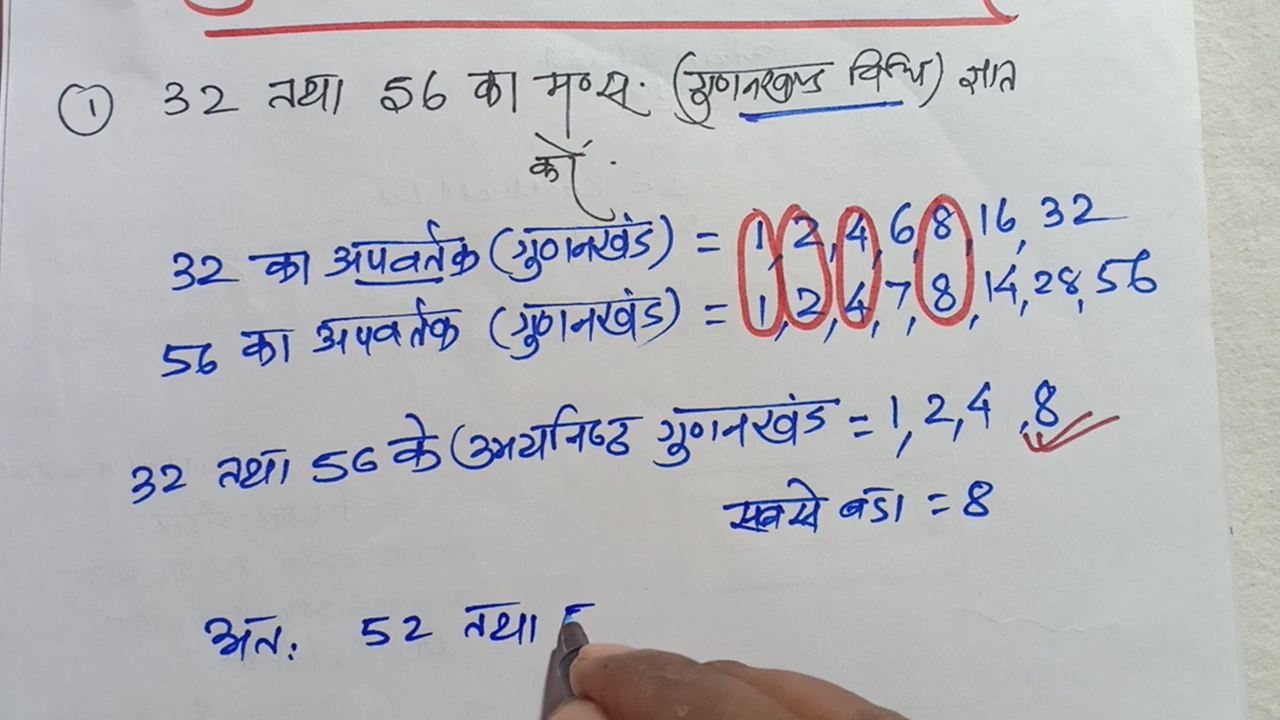 ① 32 तथा 56 का म०स. (गुणनखण्ड विधि) ज्ञात
करें.
32 का अपवर्तक (गुणनखंड) = 1, 2, 4, 6, 8, 16, 32
56 का अपवर्तक (गुणनखंड) = 1, 2, 4, 7, 8, 14, 28, 56
32 तथा 56 के उभयनिष्ठ गुणनखंड = 1, 2, 4, 8
सबसे बडा = 8
अतः 52 तथा 5